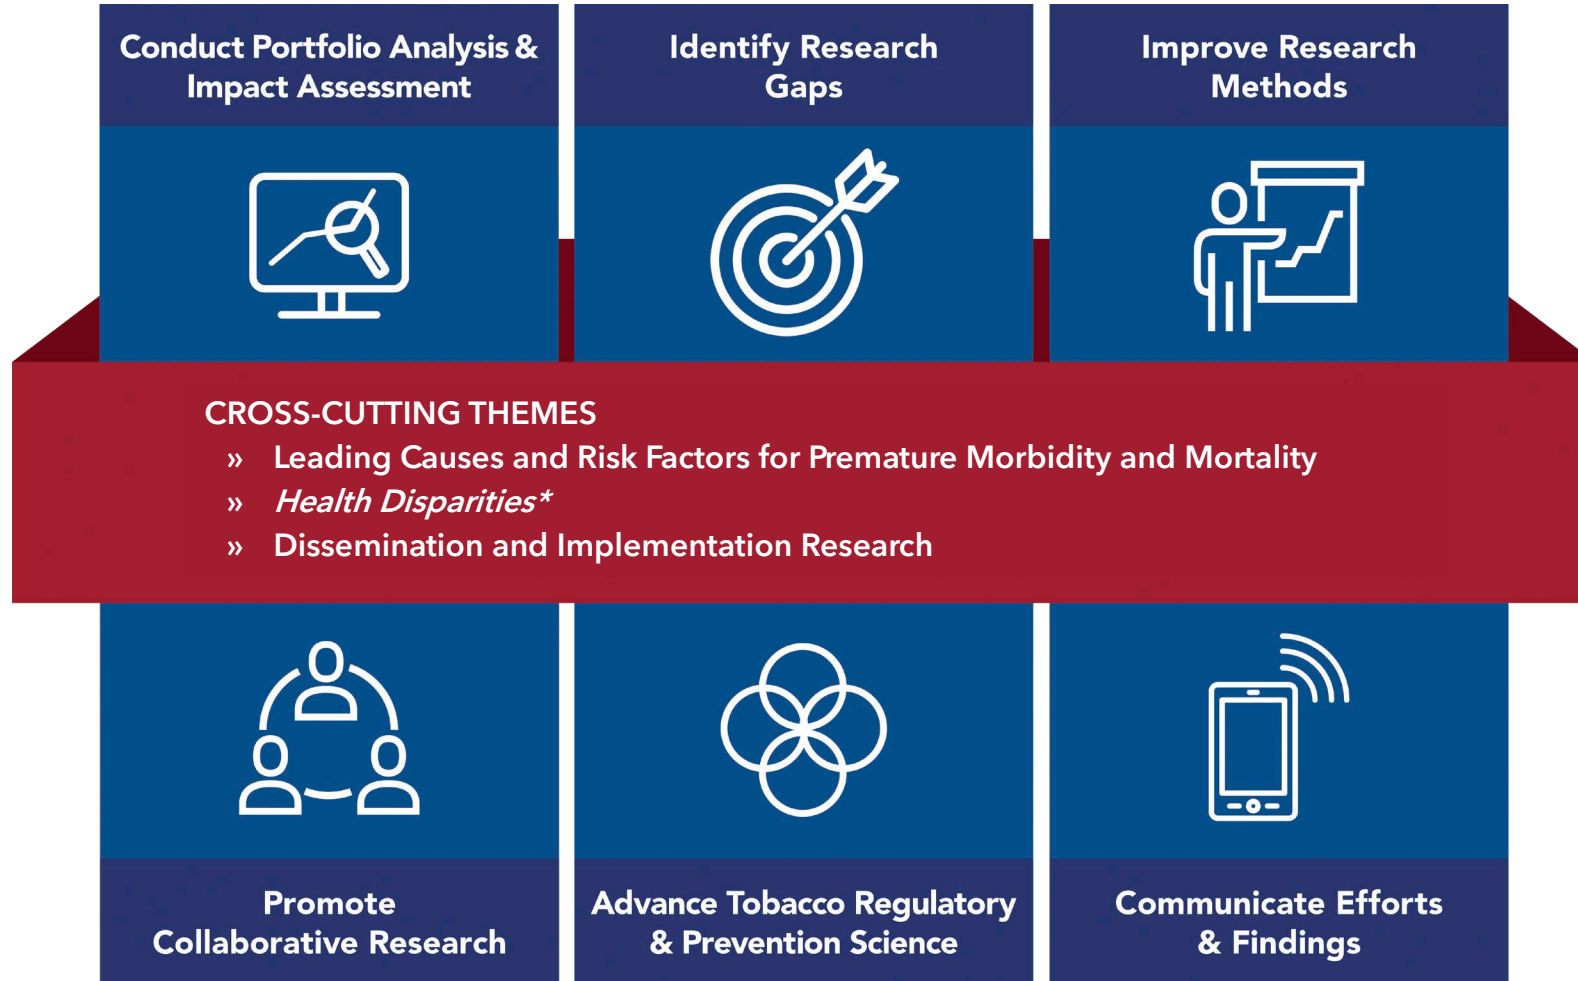 Conduct Portfolio Analysis &
Impact Assessment
Identify Research
Gaps
Improve Research
Methods
CROSS-CUTTING THEMES
» Leading Causes and Risk Factors for Premature Morbidity and Mortality
» Health Disparities*
» Dissemination and Implementation Research
Promote
Collaborative Research
Advance Tobacco Regulatory
& Prevention Science
Communicate Efforts
& Findings